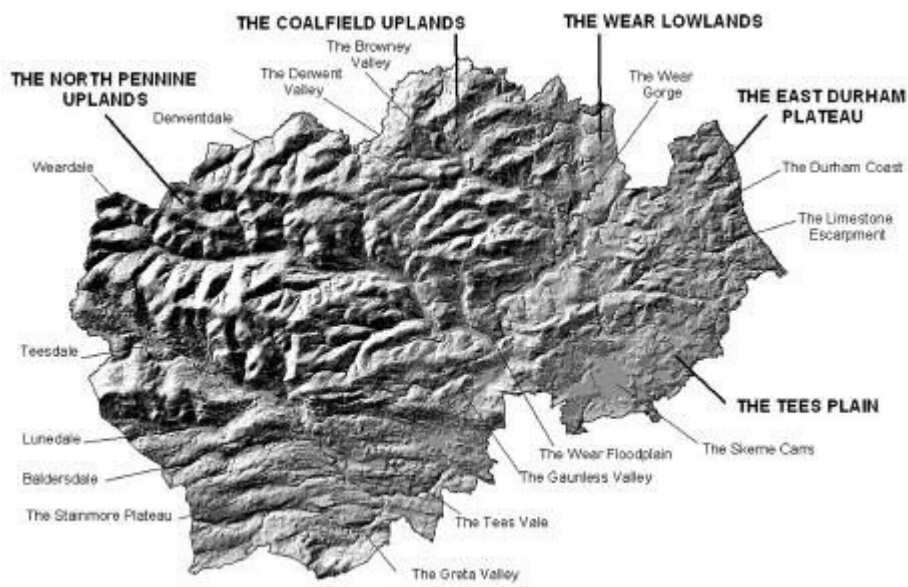 THE COALFIELD UPLANDS
THE WEAR LOWLANDS
The Browney
Valley
The Derwent
Valley
The Wear
Gorge
THE NORTH PENNINE
UPLANDS
THE EAST DURHAM
PLATEAU
Derwentdale
Weardale
The Durham Coast
The Limestone
Escarpment
Teesdale
THE TEES PLAIN
Lunedale
The Skerne Carrs
The Wear Floodplain
Baldersdale
The Gaunless Valley
The Stainmore Plateau
The Tees Vale
The Greta Valley